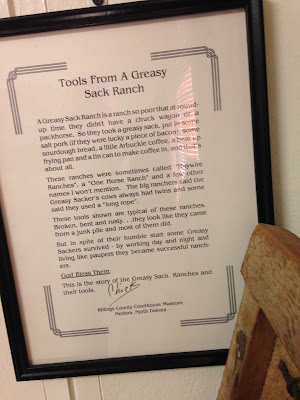 Tools From A Greasy
Sack Ranch
A Greasy Sack Ranch is a ranch so poor that at round-
up time they didn't have a chuck wagon or a
packhorse. So they took a greasy sack, put in some
salt pork (if they were lucky a piece of bacon), some
sourdough bread, a little Arbuckle coffee, a beat up
frying pan and a tin can to make coffee in, and that's
about all.
These ranches were sometimes called "Haywire
Ranches", a "One Horse Ranch" and a few other
names I won't mention. The big ranchers said the
Greasy Sacker's cows always had twins and some
said they used a "long rope".
These tools shown are typical of these ranches.
Broken, bent and rusty. . .they look like they came
from a junk pile and most of them did.
But in spite of their humble start some Greasy
Sackers survived - by working day and night and
living like paupers they became successful ranch-
ers.
God Bless Them
This is the story of the Greasy Sack Ranches and
their tools.
Billings County Courthouse Museum
Medora, North Dakota